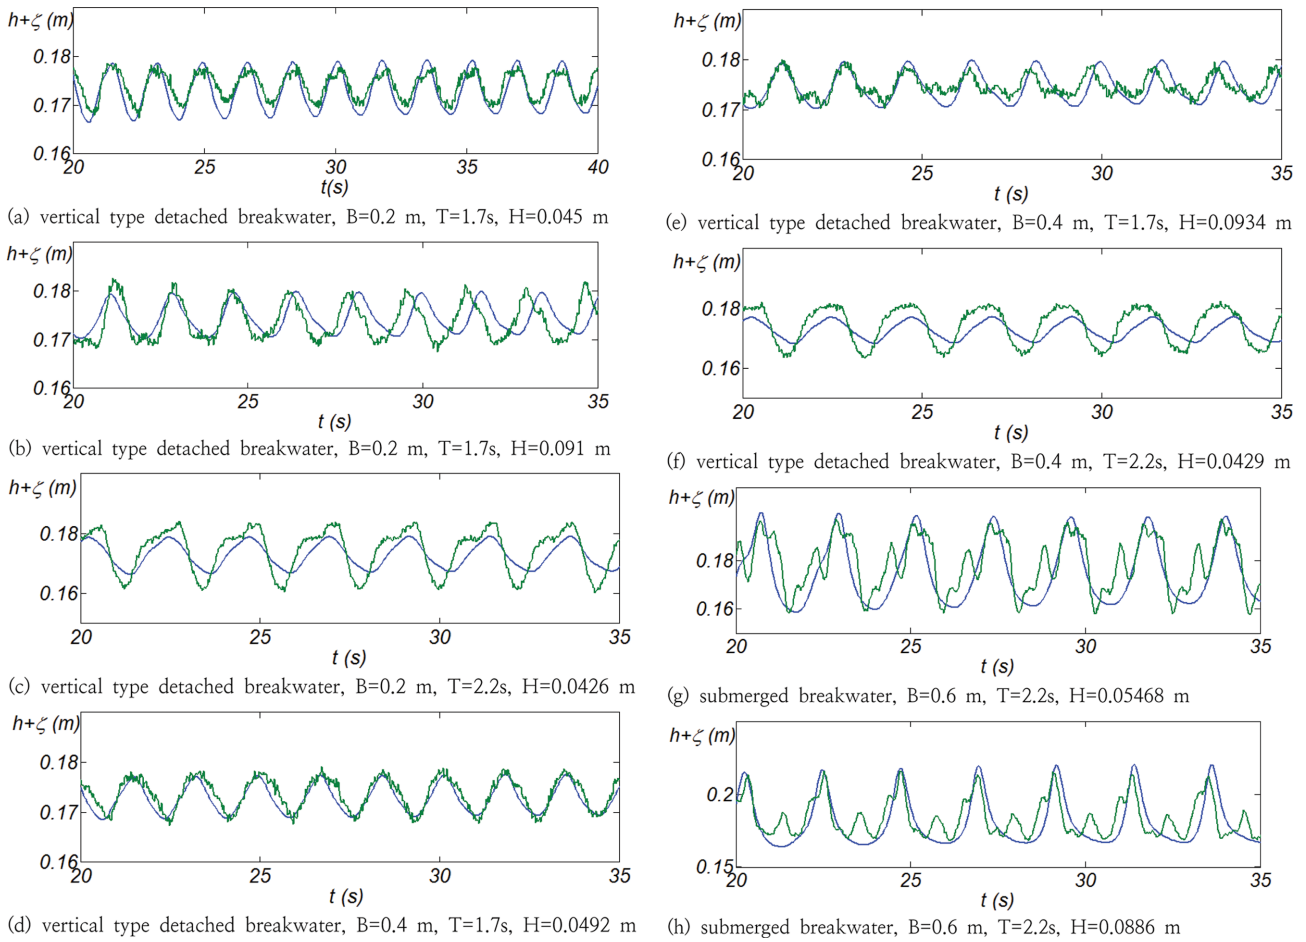 h+ζ (m)
0.18
0.17
0.16
20
25
30
35
40
t(s)
(a) vertical type detached breakwater, B=0.2 m, T=1.7s, H=0.045 m
h+ζ (m)
0.18
0.17
0.16
20
25
30
35
t (s)
(b) vertical type detached breakwater, B=0.2 m, T=1.7s, H=0.091 m
h+ζ (m)
0.18
0.16
20
25
30
35
t (s)
(c) vertical type detached breakwater, B=0.2 m, T=2.2s, H=0.0426 m
h+ζ (m)
0.18
0.17
0.16
20
25
30
35
t (s)
(d) vertical type detached breakwater, B=0.4 m, T=1.7s, H=0.0492 m
h+ζ (m)
0.18
0.17
0.16
20
25
30
35
t (s)
(e) vertical type detached breakwater, B=0.4 m, T=1.7s, H=0.0934 m
h+ζ (m)
0.18
0.16
20
25
30
35
t (s)
(f) vertical type detached breakwater, B=0.4 m, T=2.2s, H=0.0429 m
h+ζ (m)
0.18
0.16
20
25
30
35
t (s)
(g) submerged breakwater, B=0.6 m, T=2.2s, H=0.05468 m
h+ζ (m)
0.2
0.15
20
25
30
35
t (s)
(h) submerged breakwater, B=0.6 m, T=2.2s, H=0.0886 m